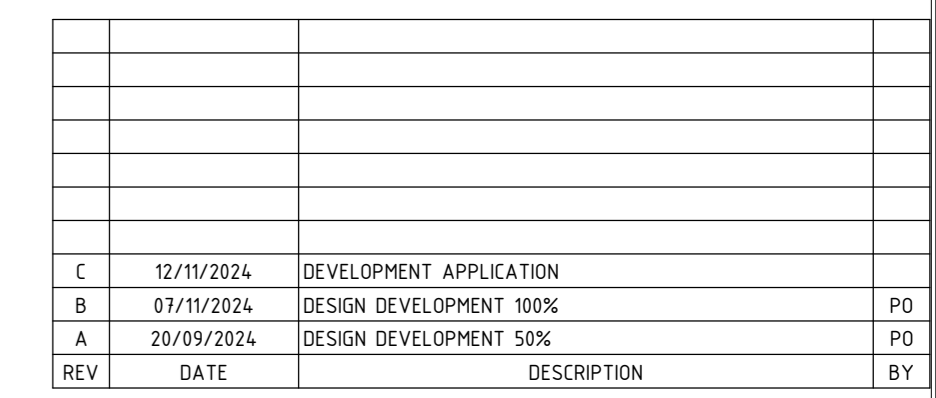 C 12/11/2024 DEVELOPMENT APPLICATION
B 07/11/2024 DESIGN DEVELOPMENT 100% PO
A 20/09/2024 DESIGN DEVELOPMENT 50% PO
REV DATE DESCRIPTION BY